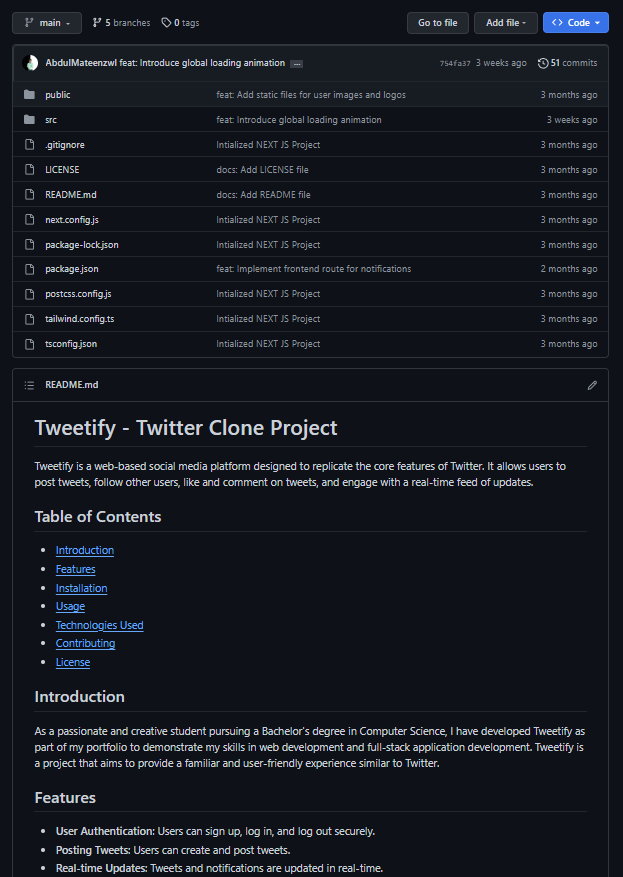 main 5 branches 0 tags Go to file Add file Code
AbdulMateenzwl feat: Introduce global loading animation ... 754fa37 3 weeks ago 51 commits
public feat: Add static files for user images and logos 3 months ago
src feat: Introduce global loading animation 3 weeks ago
.gitignore Intialized NEXT JS Project 3 months ago
LICENSE docs: Add LICENSE file 3 months ago
README.md docs: Add README file 3 months ago
next.config.js Intialized NEXT JS Project 3 months ago
package-lock.json Intialized NEXT JS Project 3 months ago
package.json feat: Implement frontend route for notifications 2 months ago
postcss.config.js Intialized NEXT JS Project 3 months ago
tailwind.config.ts Intialized NEXT JS Project 3 months ago
tsconfig.json Intialized NEXT JS Project 3 months ago
README.md
Tweetify - Twitter Clone Project
Tweetify is a web-based social media platform designed to replicate the core features of Twitter. It allows users to
post tweets, follow other users, like and comment on tweets, and engage with a real-time feed of updates.
Table of Contents
• Introduction
• Features
• Installation
• Usage
• Technologies Used
• Contributing
• License
Introduction
As a passionate and creative student pursuing a Bachelor's degree in Computer Science, I have developed Tweetify as
part of my portfolio to demonstrate my skills in web development and full-stack application development. Tweetify is
a project that aims to provide a familiar and user-friendly experience similar to Twitter.
Features
• User Authentication: Users can sign up, log in, and log out securely.
• Posting Tweets: Users can create and post tweets.
• Real-time Updates: Tweets and notifications are updated in real-time.